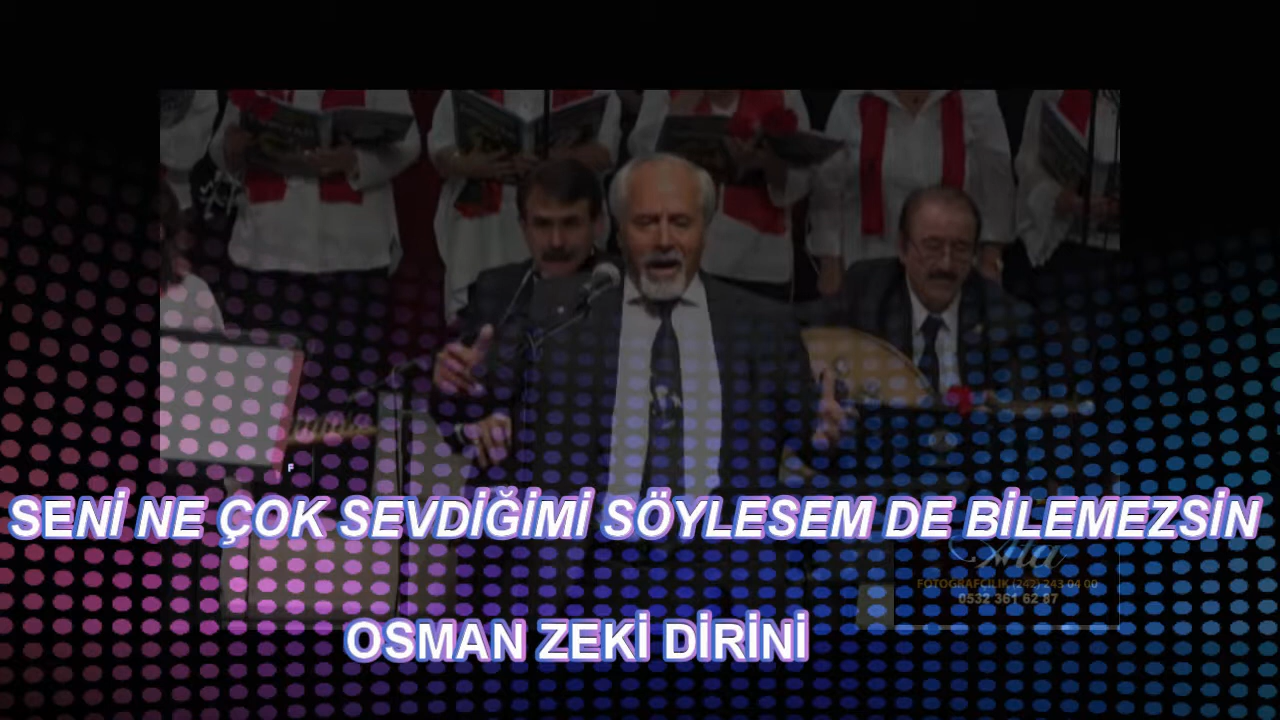 F
SENİ NE ÇOK SEVDİĞİMİ SÖYLESEM DE BİLEMEZSİN
Ata
FOTOĞRAFÇILIK (242) 243 04 00
0532 361 62 87
OSMAN ZEKİ DİRİNİ